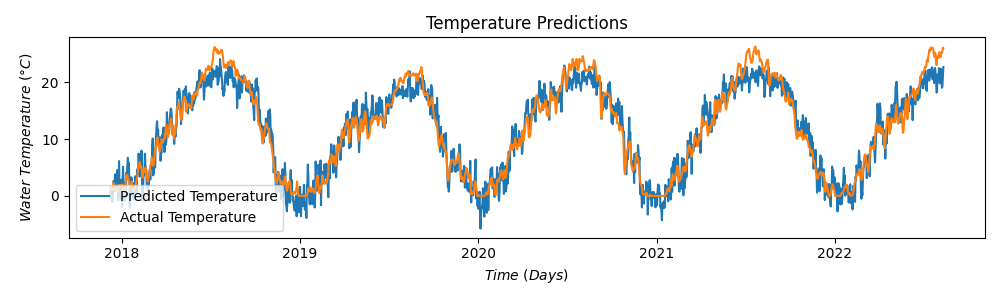 Temperature Predictions
Water Temperature (°C)
20
10
0
Predicted Temperature
Actual Temperature
2018 2019 2020 2021 2022
Time (Days)